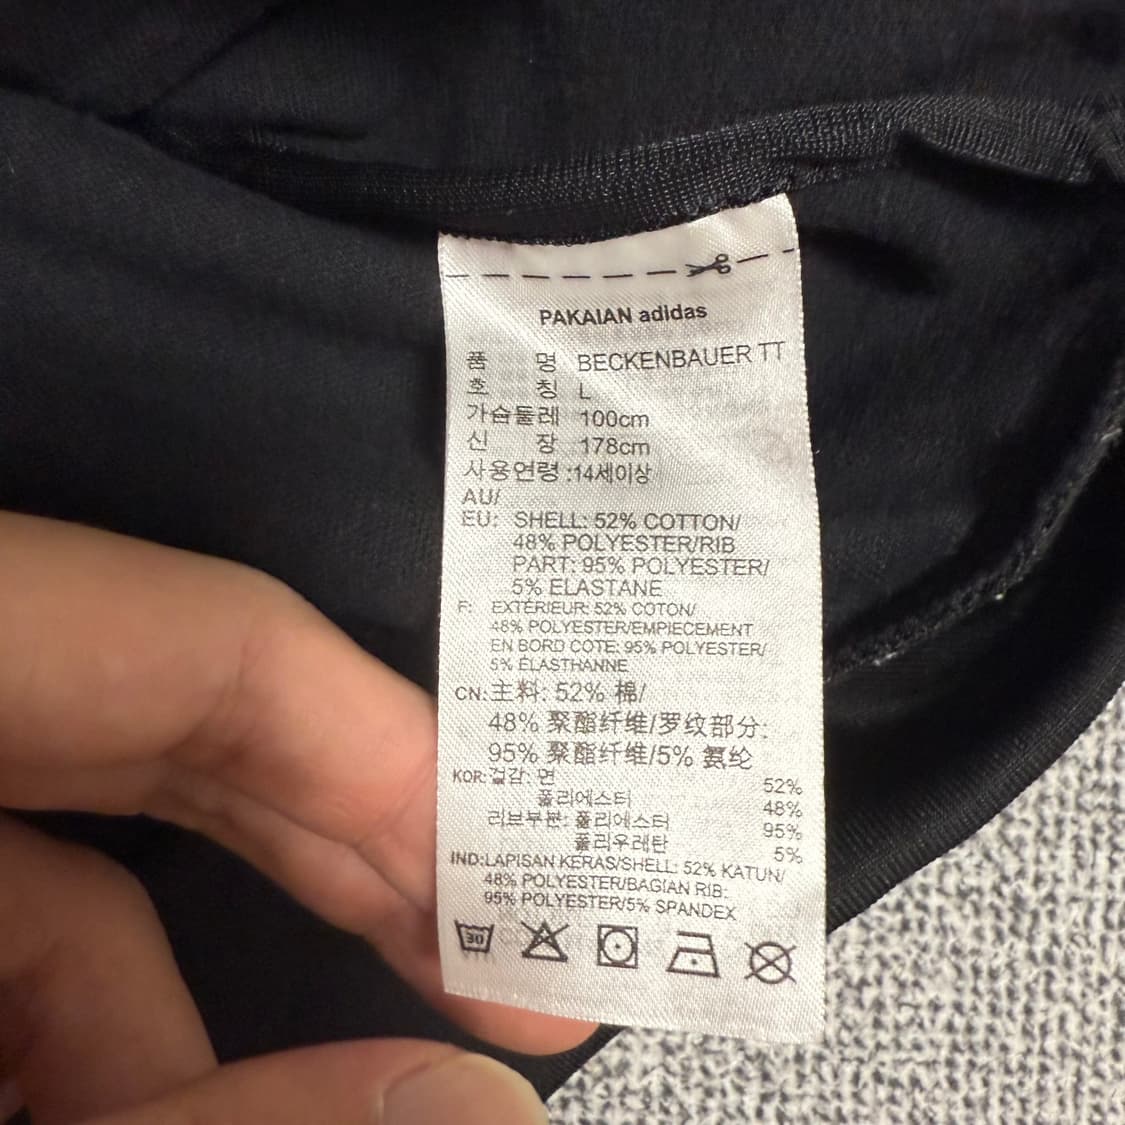 PAKAIAN adidas
품 명 BECKENBAUER TT
호 칭 L
가슴둘레 100cm
신 장 178cm
사용연령 :14세이상
AU/
EU: SHELL: 52% COTTON/
48% POLYESTER/RIB
PART: 95% POLYESTER/
5% ELASTANE
F: EXTÉRIEUR: 52% COTON/
48% POLYESTER/EMPIECEMENT
EN BORD COTE: 95% POLYESTER/
5% ÉLASTHANNE
CN: 主料: 52% 棉/
48% 聚酯纤维/罗纹部分:
95% 聚酯纤维/5% 氨纶
KOR: 겉감: 면 52%
폴리에스터 48%
리브부분: 폴리에스터 95%
폴리우레탄 5%
IND: LAPISAN KERAS/SHELL: 52% KATUN/
48% POLYESTER/BAGIAN RIB:
95% POLYESTER/5% SPANDEX
30